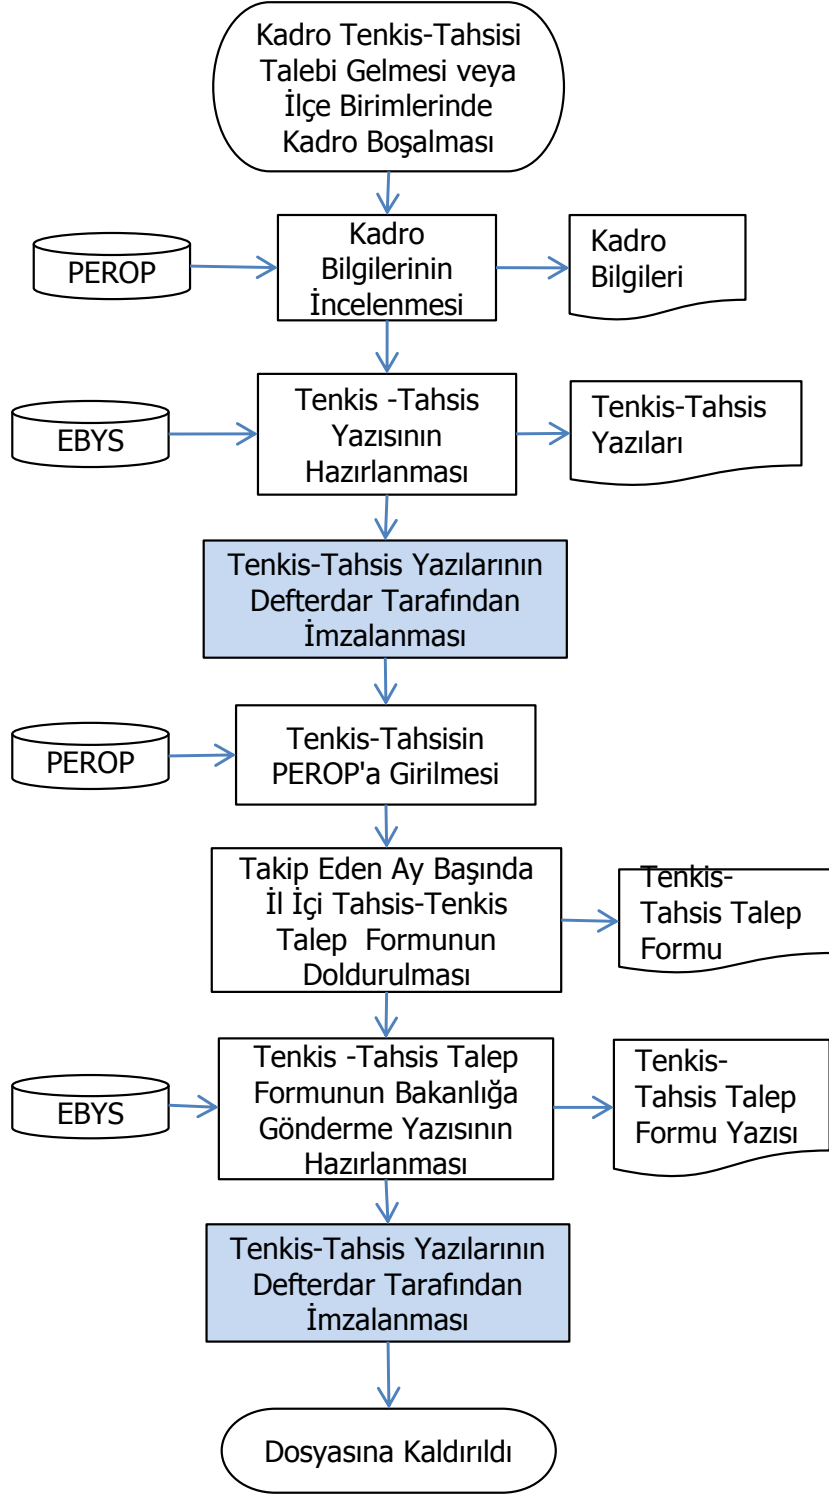 Kadro Tenkis-Tahsisi
Talebi Gelmesi veya
İlçe Birimlerinde
Kadro Boşalması
PEROP
Kadro
Bilgilerinin
İncelenmesi
Kadro
Bilgileri
EBYS
Tenkis -Tahsis
Yazısının
Hazırlanması
Tenkis-Tahsis
Yazıları
Tenkis-Tahsis Yazılarının
Defterdar Tarafından
İmzalanması
PEROP
Tenkis-Tahsisin
PEROP'a Girilmesi
Takip Eden Ay Başında
İl İçi Tahsis-Tenkis
Talep  Formunun
Doldurulması
Tenkis-
Tahsis Talep
Formu
EBYS
Tenkis -Tahsis Talep
Formunun Bakanlığa
Gönderme Yazısının
Hazırlanması
Tenkis-
Tahsis Talep
Formu Yazısı
Tenkis-Tahsis Yazılarının
Defterdar Tarafından
İmzalanması
Dosyasına Kaldırıldı